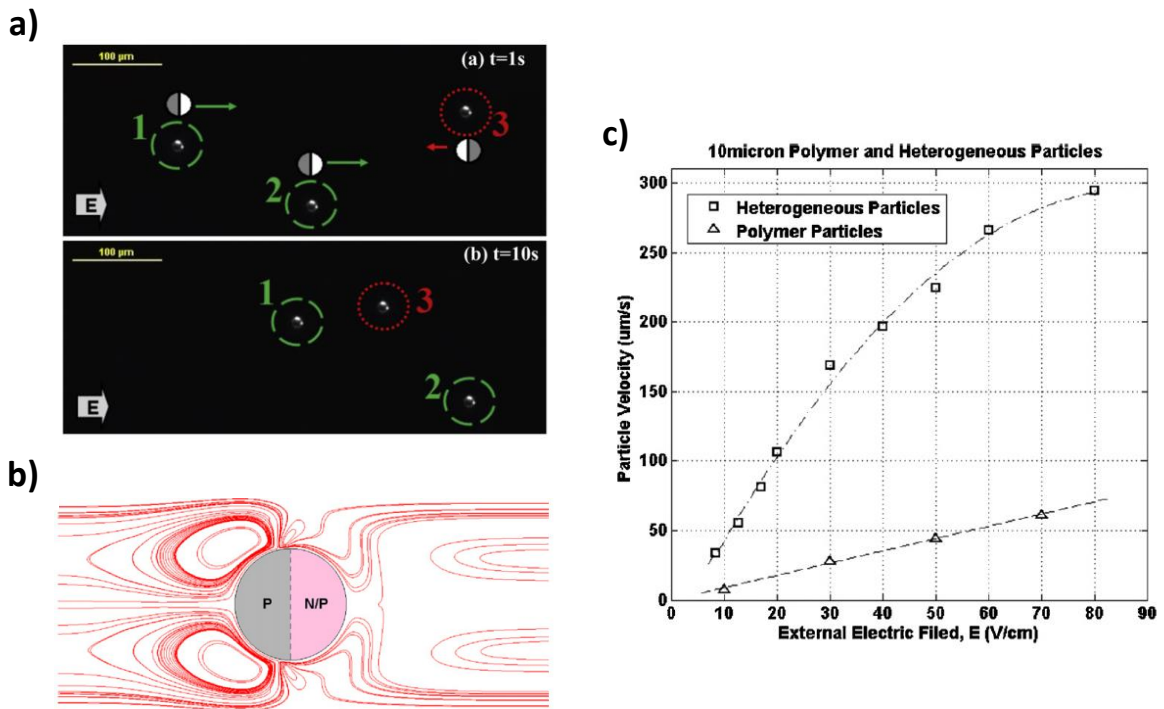 a)
100 µm
(a) t=1s
1
3
2
E
100 µm
(b) t=10s
1
3
2
E
b)
P
N/P
c)
10micron Polymer and Heterogeneous Particles
Heterogeneous Particles
Polymer Particles
Particle Velocity (um/s)
300
250
200
150
100
50
0
0
10
20
30
40
50
60
70
80
90
External Electric Filed, E (V/cm)